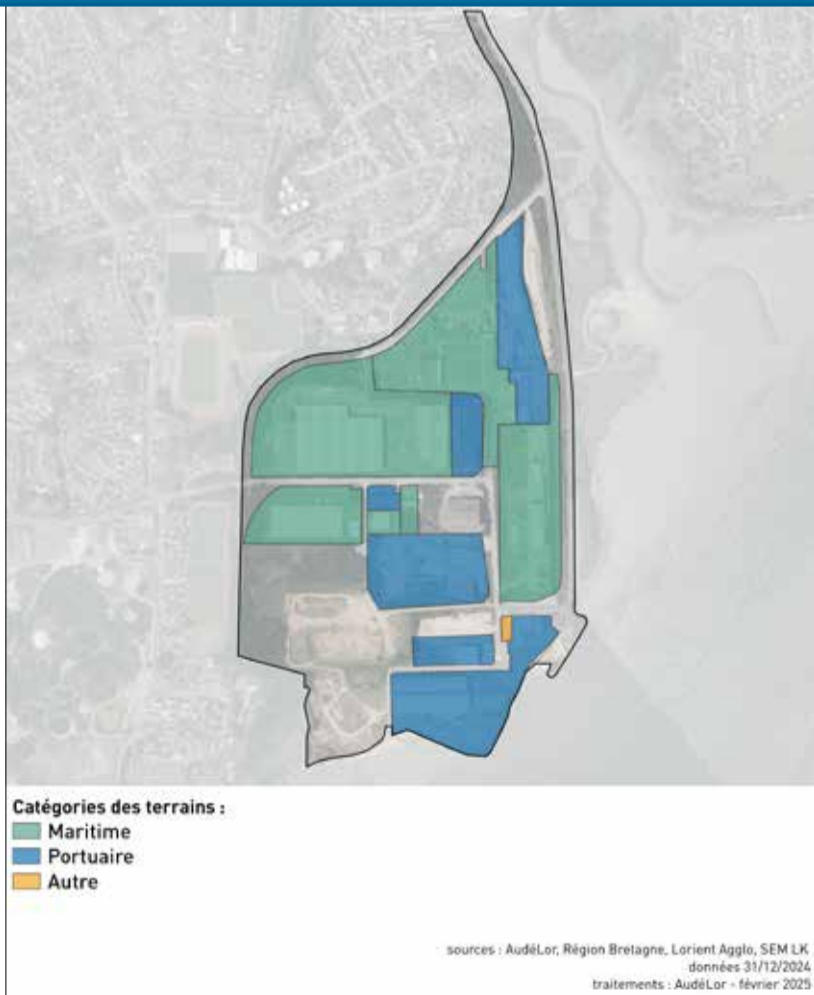 Catégories des terrains :
Maritime
Portuaire
Autre
sources : AudéLor, Région Bretagne, Lorient Agglo, SEM LK
données 31/12/2024
traitements : AudéLor - février 2025